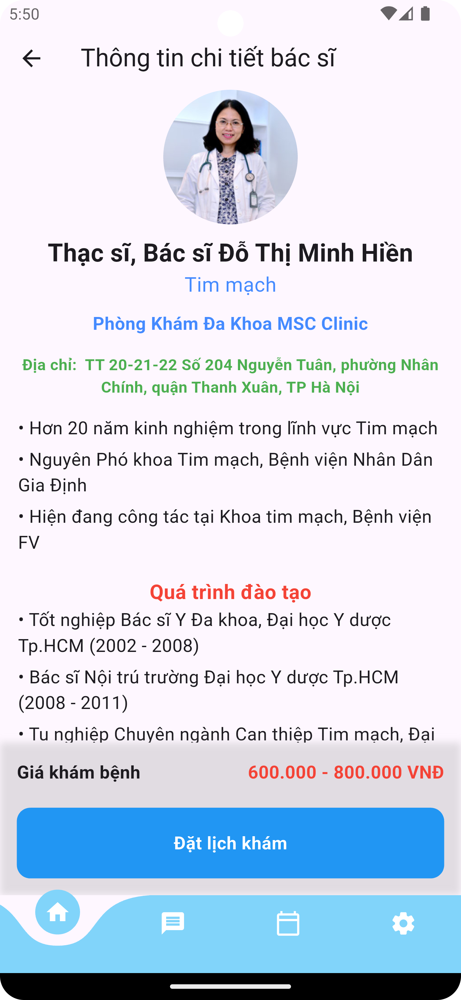 5:50
Thông tin chi tiết bác sĩ
Thạc sĩ, Bác sĩ Đỗ Thị Minh Hiền
Tim mạch
Phòng Khám Đa Khoa MSC Clinic
Địa chỉ:  TT 20-21-22 Số 204 Nguyễn Tuân, phường Nhân
Chính, quận Thanh Xuân, TP Hà Nội
• Hơn 20 năm kinh nghiệm trong lĩnh vực Tim mạch
• Nguyên Phó khoa Tim mạch, Bệnh viện Nhân Dân
Gia Định
• Hiện đang công tác tại Khoa tim mạch, Bệnh viện
FV
Quá trình đào tạo
• Tốt nghiệp Bác sĩ Y Đa khoa, Đại học Y dược
Tp.HCM (2002 - 2008)
• Bác sĩ Nội trú trường Đại học Y dược Tp.HCM
(2008 - 2011)
• Tu nghiệp Chuyên ngành Can thiệp Tim mạch, Đại
Giá khám bệnh 600.000 - 800.000 VNĐ
Đặt lịch khám